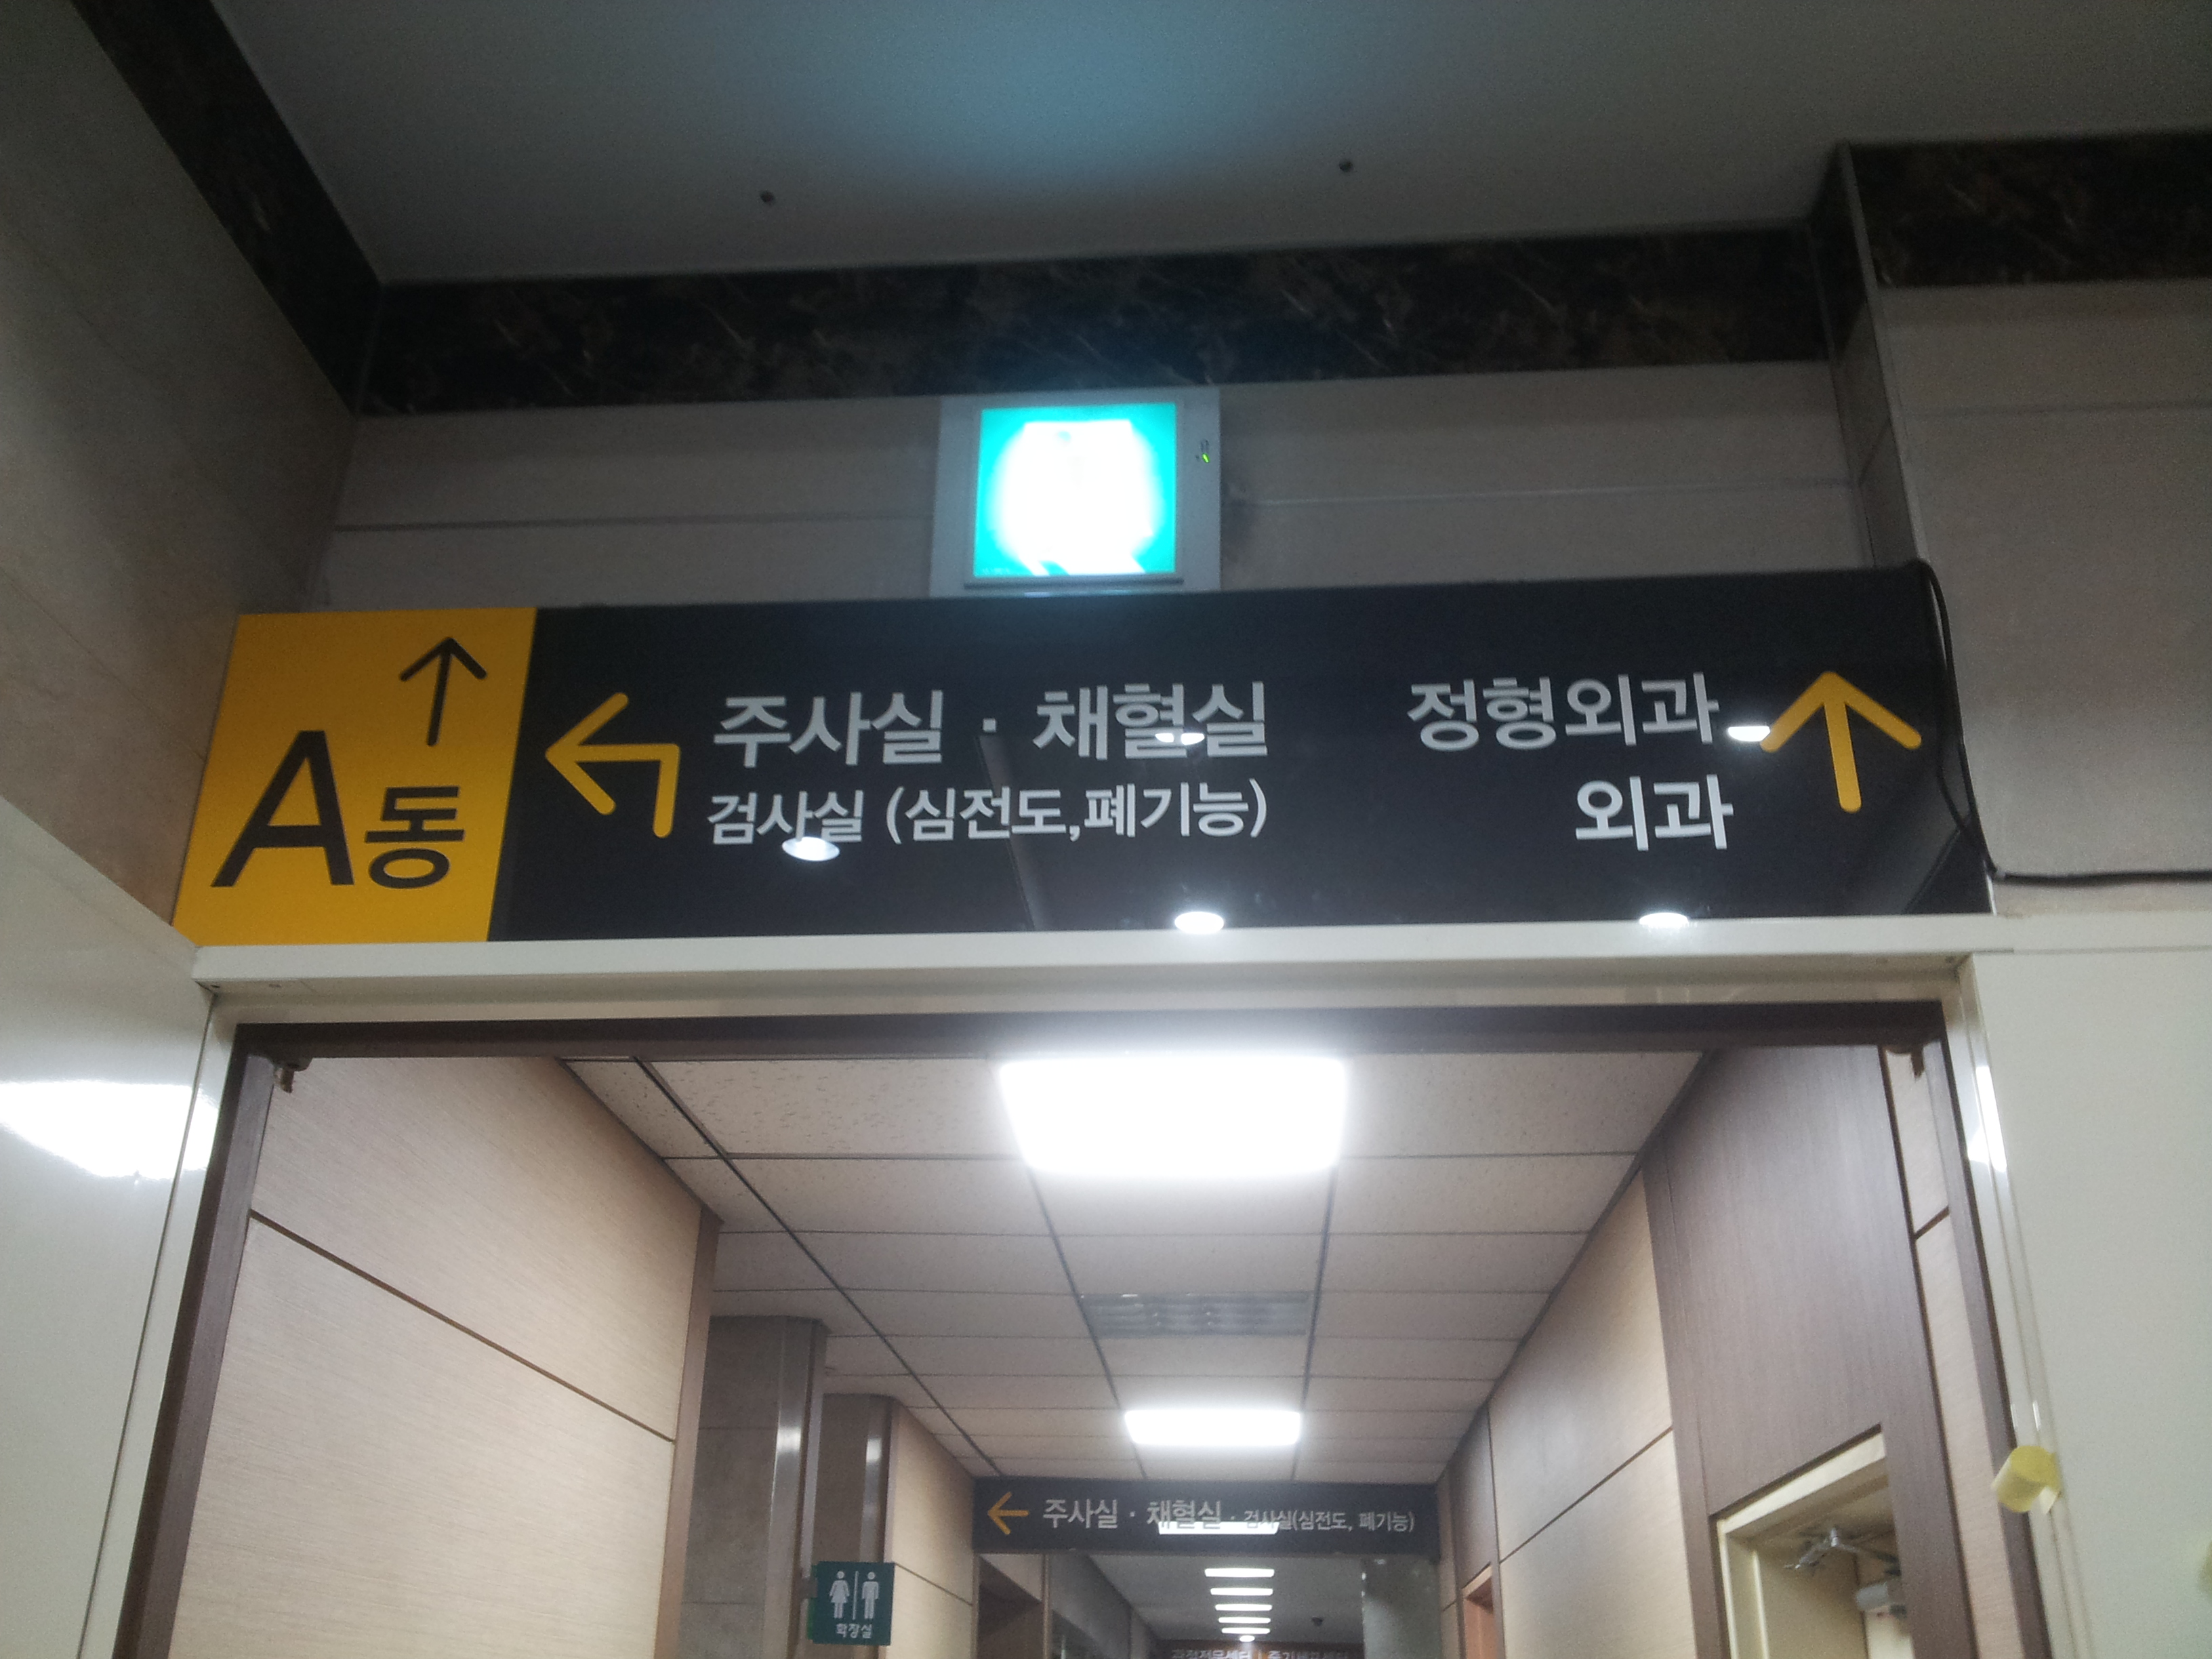 A동
주사실 · 채혈실
검사실 (심전도,폐기능)
정형외과
외과
주사실 · 채혈실 · 검사실(심전도, 폐기능)
화장실